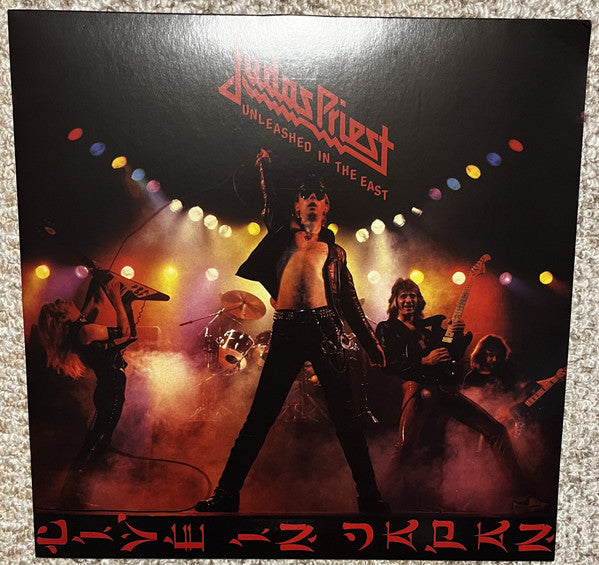 Judas Priest
UNLEASHED IN THE EAST
LIVE IN JAPAN